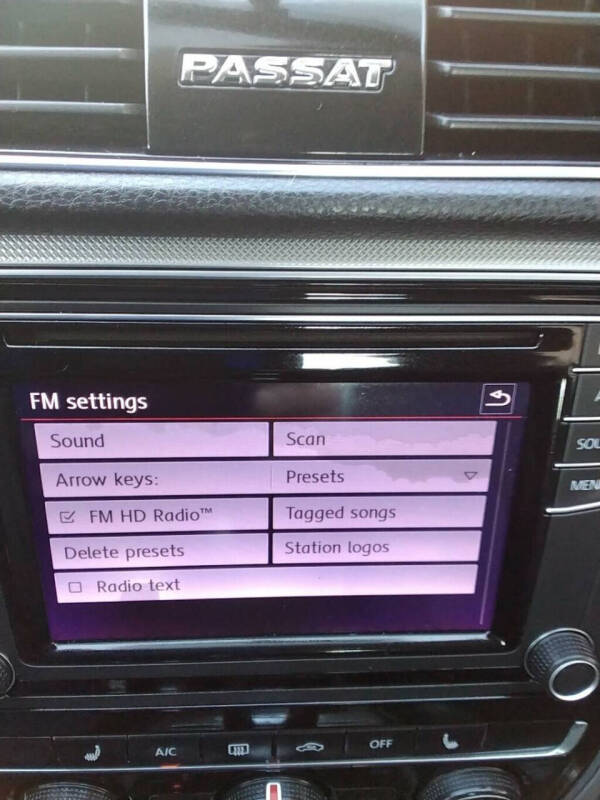 PASSAT
FM settings
Sound
Scan
Arrow keys:
Presets
FM HD Radio™
Tagged songs
Delete presets
Station logos
Radio text
A/C
OFF